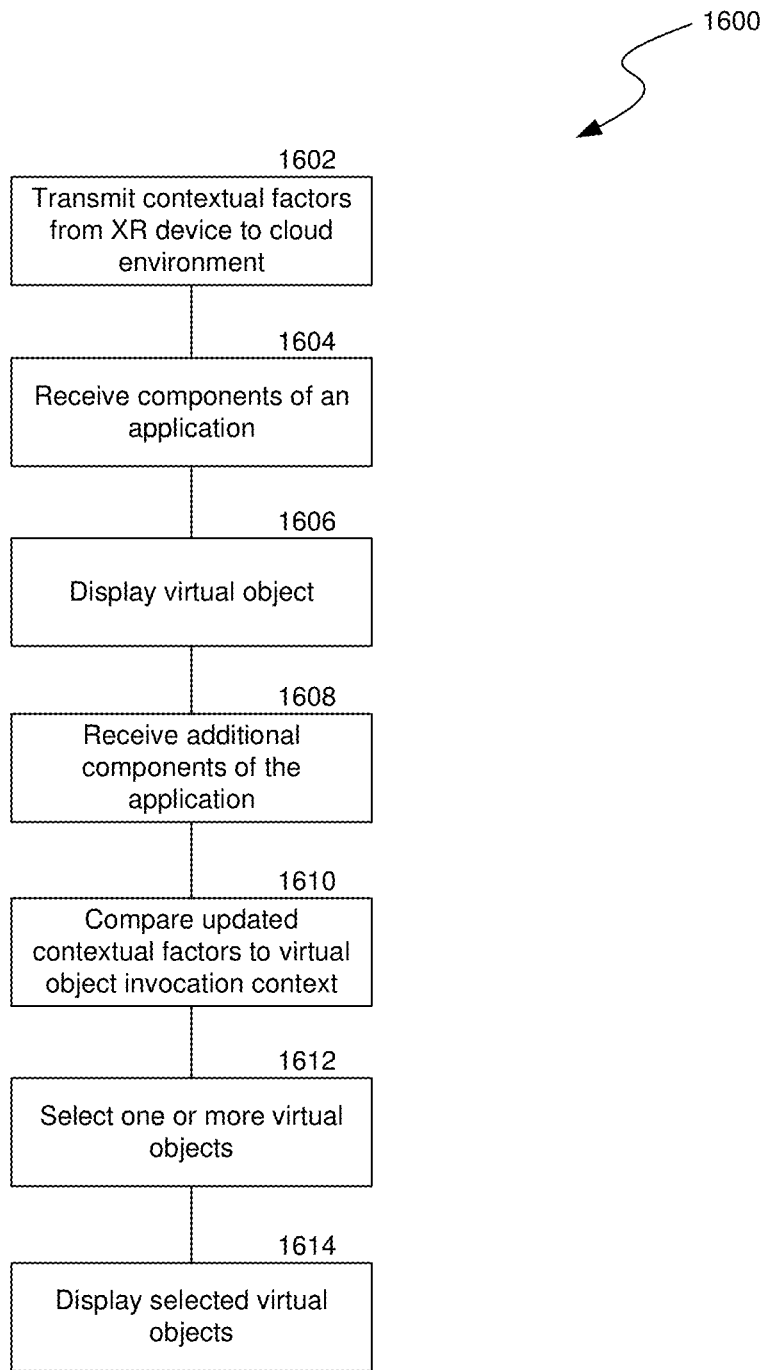 1600
1602
Transmit contextual factors
from XR device to cloud
environment
1604
Receive components of an
application
1606
Display virtual object
1608
Receive additional
components of the
application
1610
Compare updated
contextual factors to virtual
object invocation context
1612
Select one or more virtual
objects
1614
Display selected virtual
objects